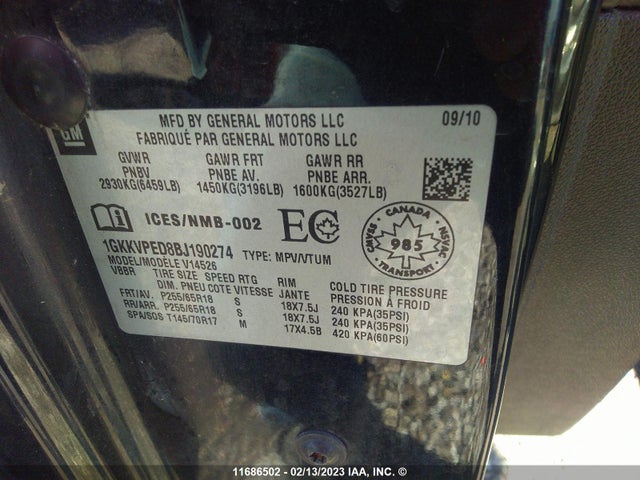 GM
MFD BY GENERAL MOTORS LLC 09/10
FABRIQUÉ PAR GENERAL MOTORS LLC
GVWR GAWR FRT GAWR RR
PNBV PNBE AV. PNBE ARR.
2930KG(6459LB) 1450KG(3196LB) 1600KG(3527LB)
ICES/NMB-002 EC
CANADA
CMVSS 985 NSVAC
TRANSPORT
1GKKVPED8BJ190274 TYPE: MPV/VTUM
MODEL/MODÈLE V14526
VBBR TIRE SIZE SPEED RTG RIM COLD TIRE PRESSURE
DIM. PNEU COTE VITESSE JANTE PRESSION À FROID
FRT/AV. P255/65R18 S 18X7.5J 240 KPA(35PSI)
RR/ARR. P255/65R18 S 18X7.5J 240 KPA(35PSI)
SPA/SOS T145/70R17 M 17X4.5B 420 KPA(60PSI)
11686502 - 02/13/2023 IAA, INC. ©